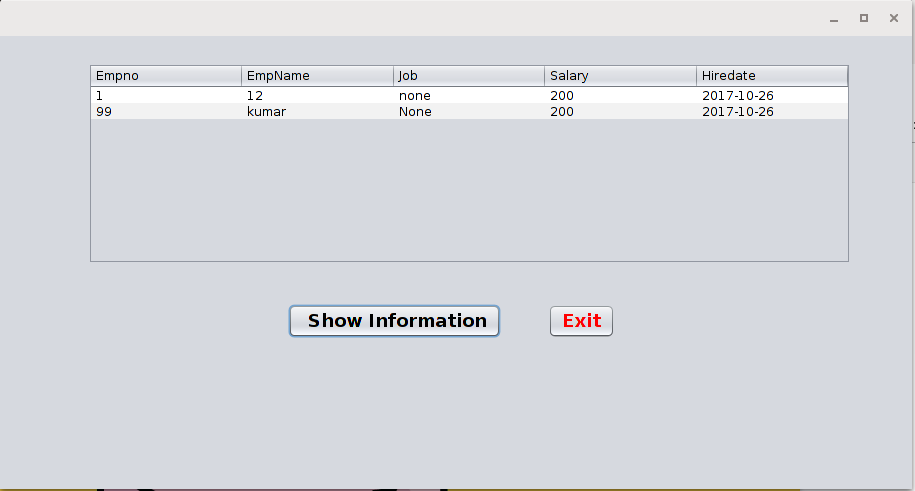 Empno EmpName Job Salary Hiredate
1 12 none 200 2017-10-26
99 kumar None 200 2017-10-26
Show Information Exit